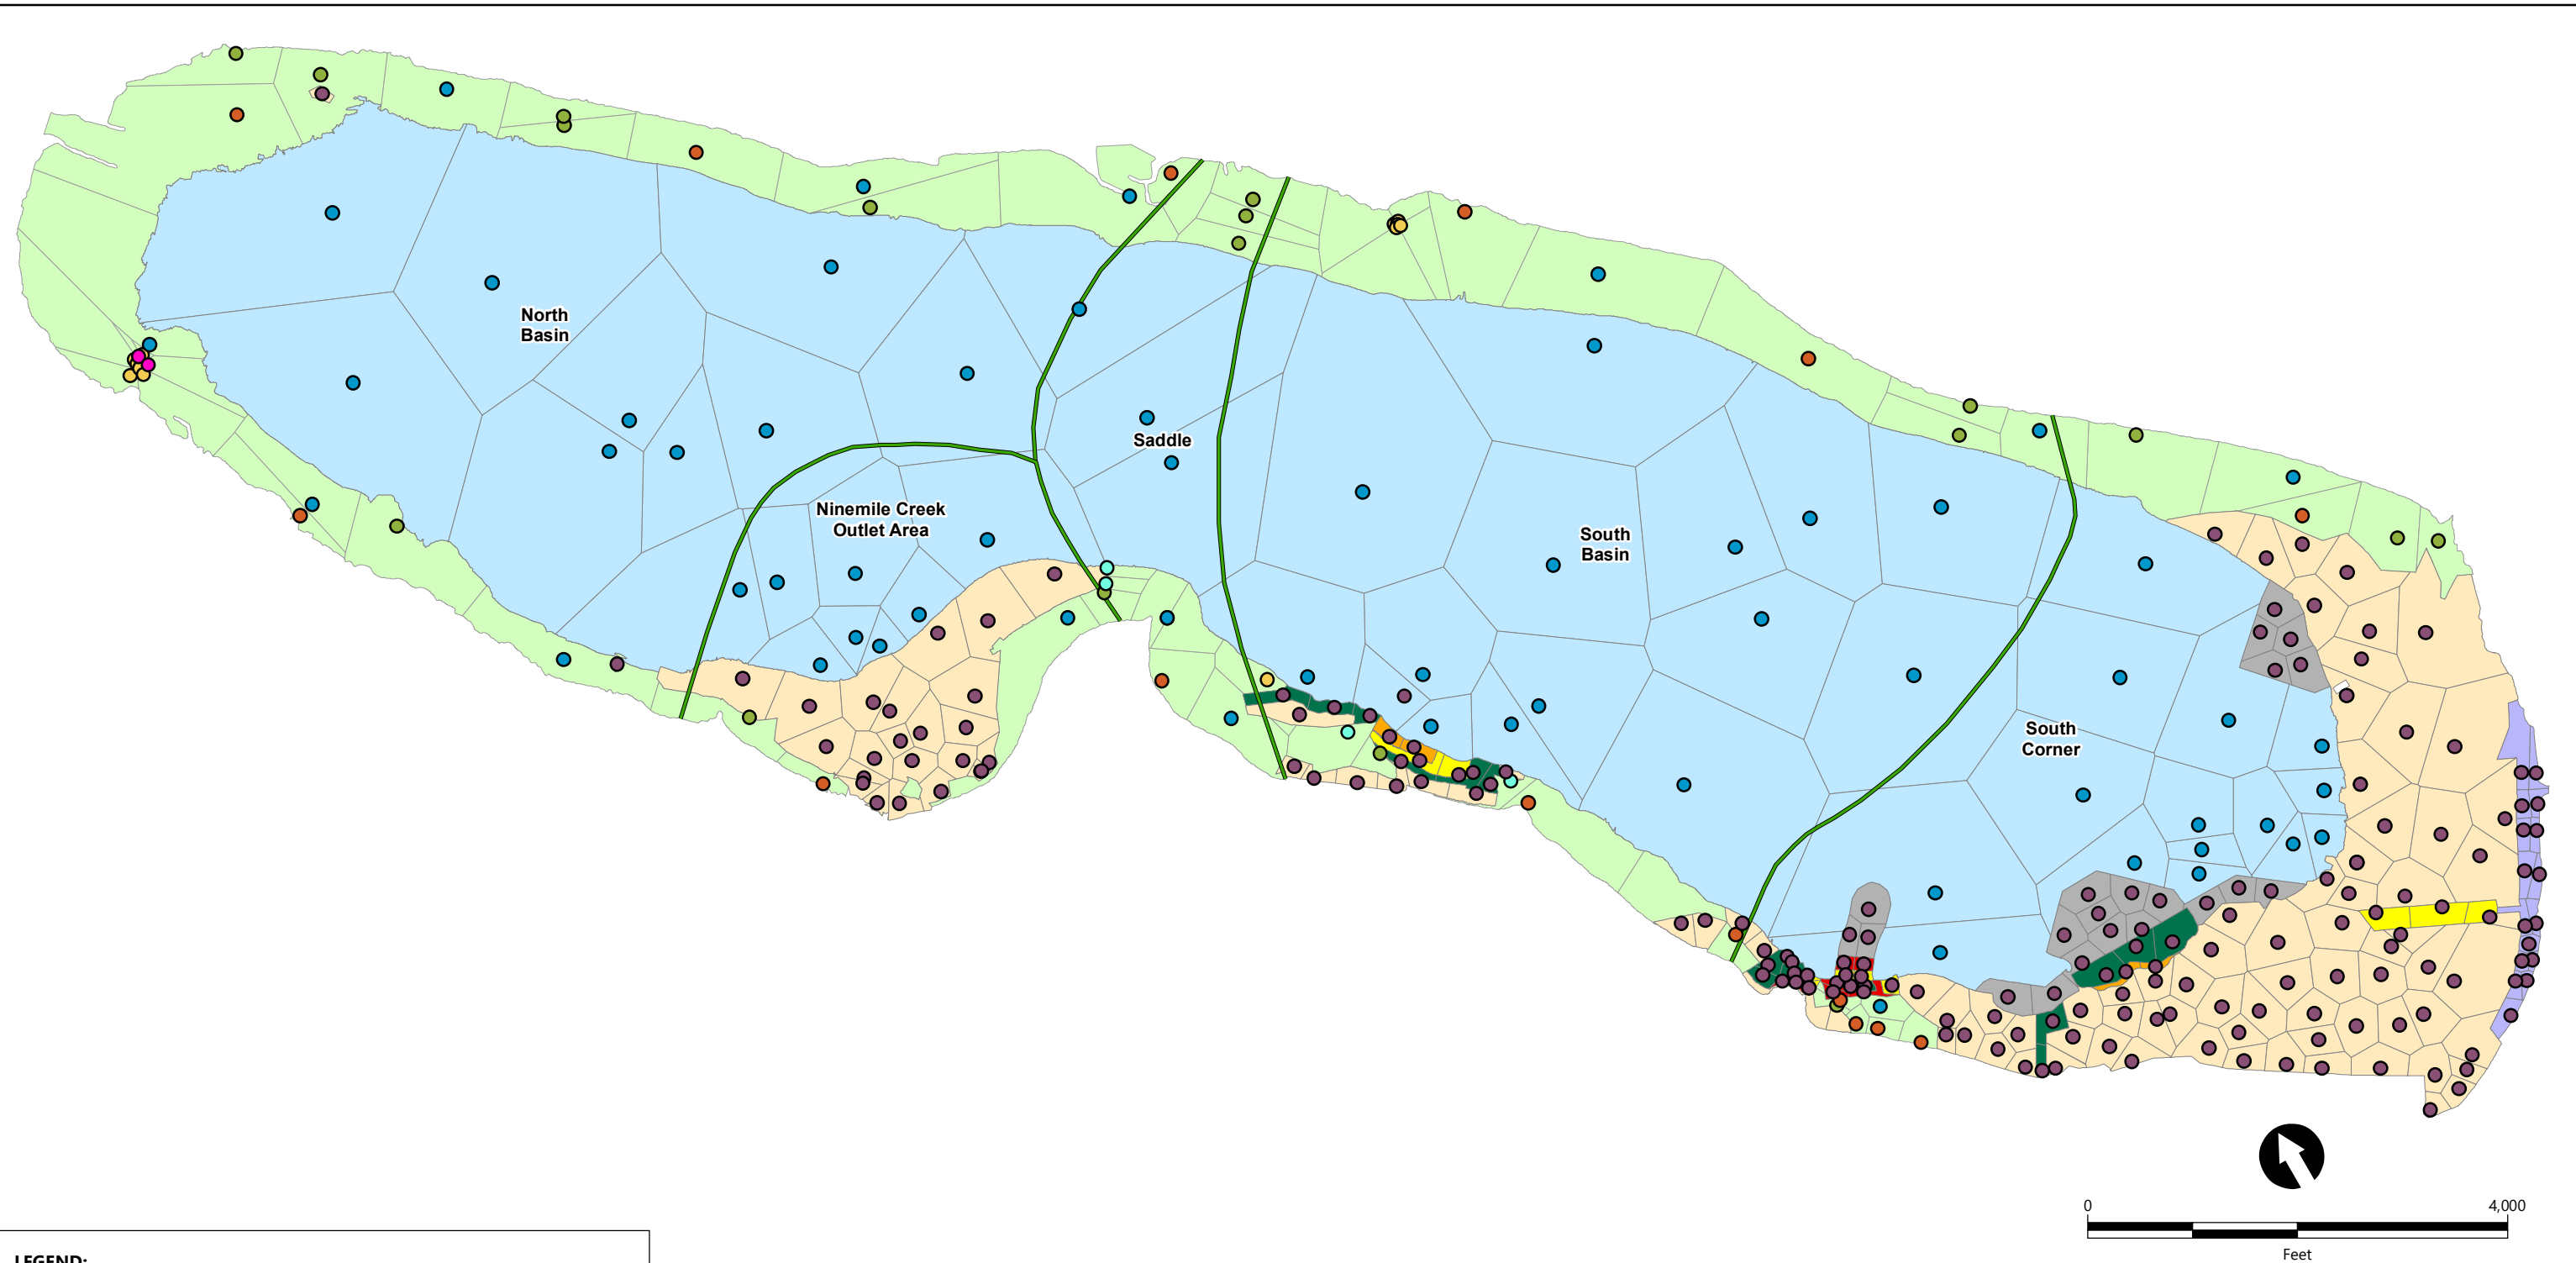 North
Basin
Saddle
Ninemile Creek
Outlet Area
South
Basin
South
Corner
0 4,000
Feet
LEGEND: